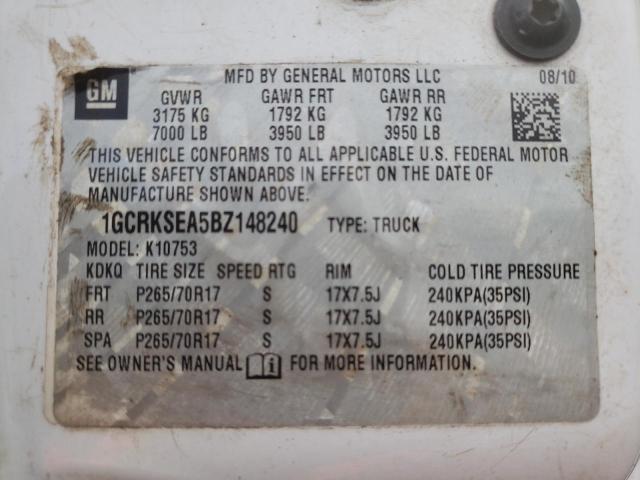 GM
MFD BY GENERAL MOTORS LLC 08/10
GVWR GAWR FRT GAWR RR
3175 KG 1792 KG 1792 KG
7000 LB 3950 LB 3950 LB
THIS VEHICLE CONFORMS TO ALL APPLICABLE U.S. FEDERAL MOTOR
VEHICLE SAFETY STANDARDS IN EFFECT ON THE DATE OF
MANUFACTURE SHOWN ABOVE.
1GCRKSEA5BZ148240 TYPE: TRUCK
MODEL: K10753
KDKQ TIRE SIZE SPEED RTG RIM COLD TIRE PRESSURE
FRT P265/70R17 S 17X7.5J 240KPA(35PSI)
RR P265/70R17 S 17X7.5J 240KPA(35PSI)
SPA P265/70R17 S 17X7.5J 240KPA(35PSI)
SEE OWNER'S MANUAL FOR MORE INFORMATION.